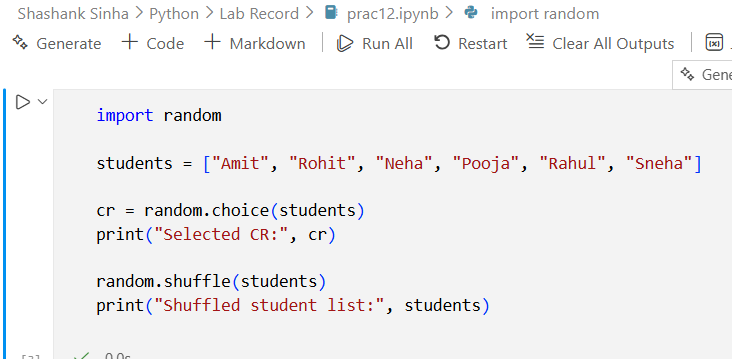 Shashank Sinha > Python > Lab Record > prac12.ipynb > import random
Generate + Code + Markdown Run All Restart Clear All Outputs
Gene
import random
students = ["Amit", "Rohit", "Neha", "Pooja", "Rahul", "Sneha"]
cr = random.choice(students)
print("Selected CR:", cr)
random.shuffle(students)
print("Shuffled student list:", students)
0.0s